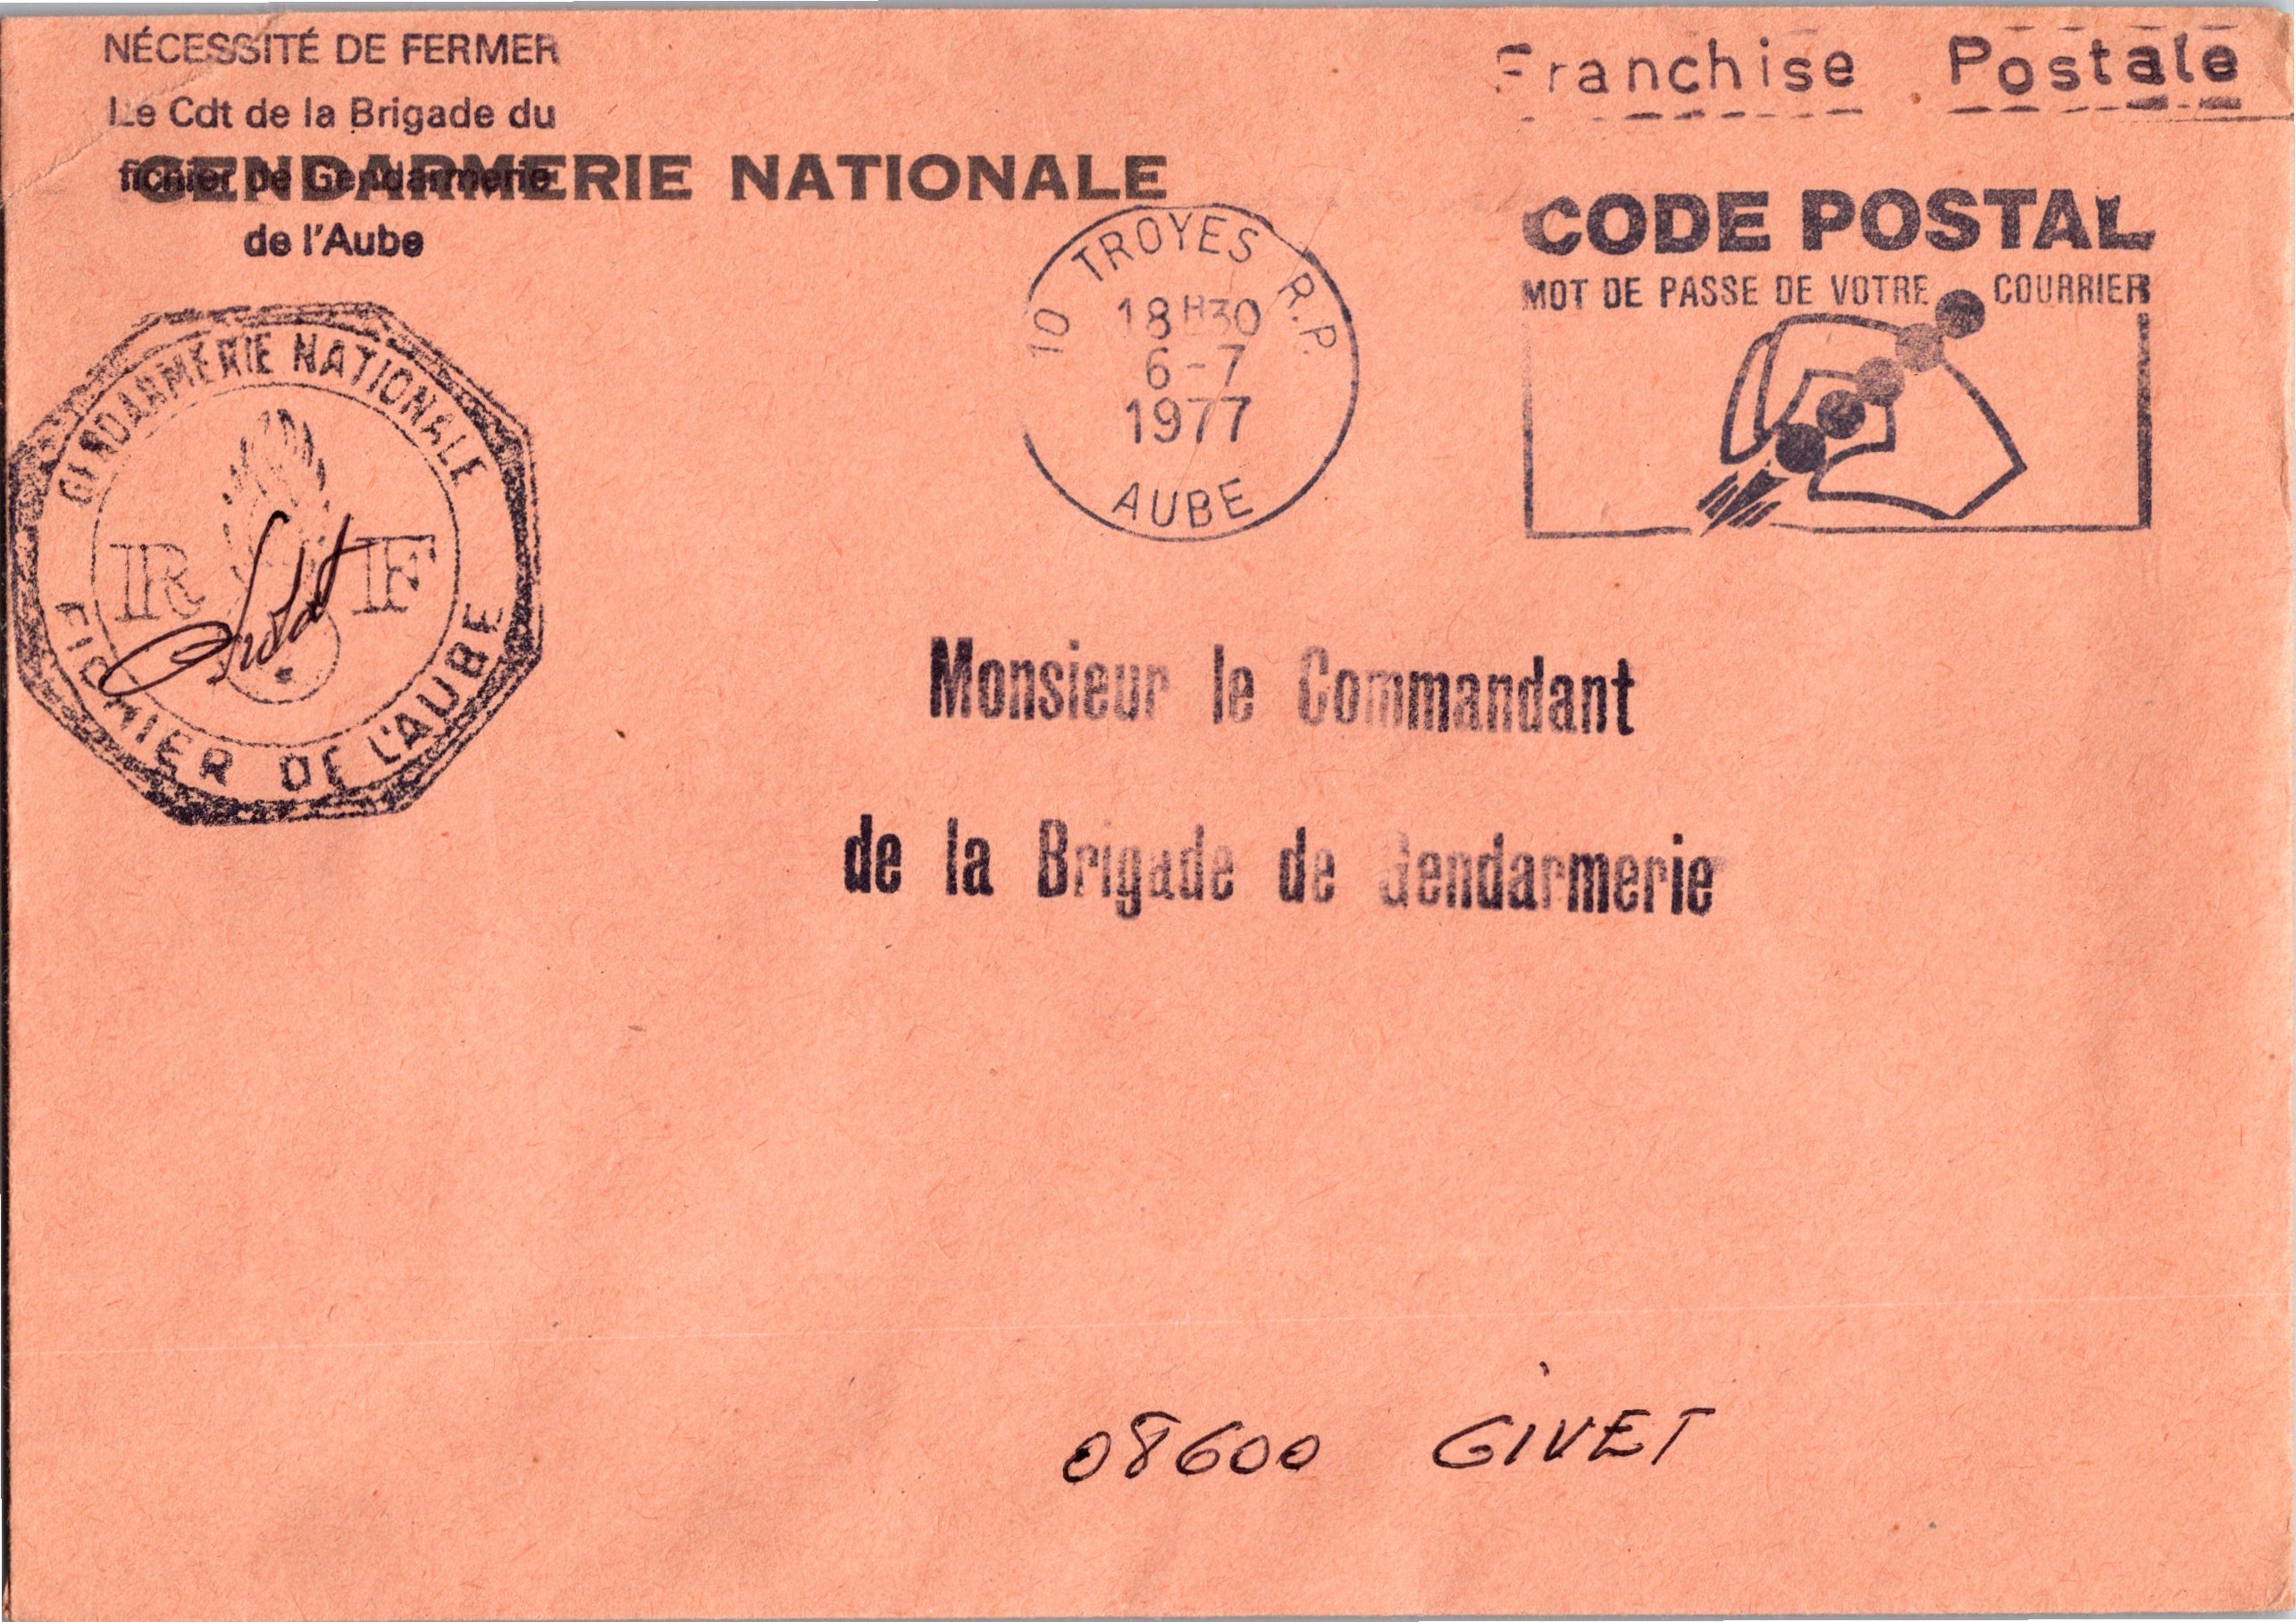 NÉCESSITÉ DE FERMER
Le Cdt de la Brigade du
fichier de Gendarmerie
de l'Aube
GENDARMERIE NATIONALE
Franchise Postale
10 TROYES R.P.
18H30
6-7
1977
AUBE
CODE POSTAL
MOT DE PASSE DE VOTRE COURRIER
GENDARMERIE NATIONALE
R F
FICHIER DE L'AUBE
Monsieur le Commandant
de la Brigade de Gendarmerie
08600 GIVET